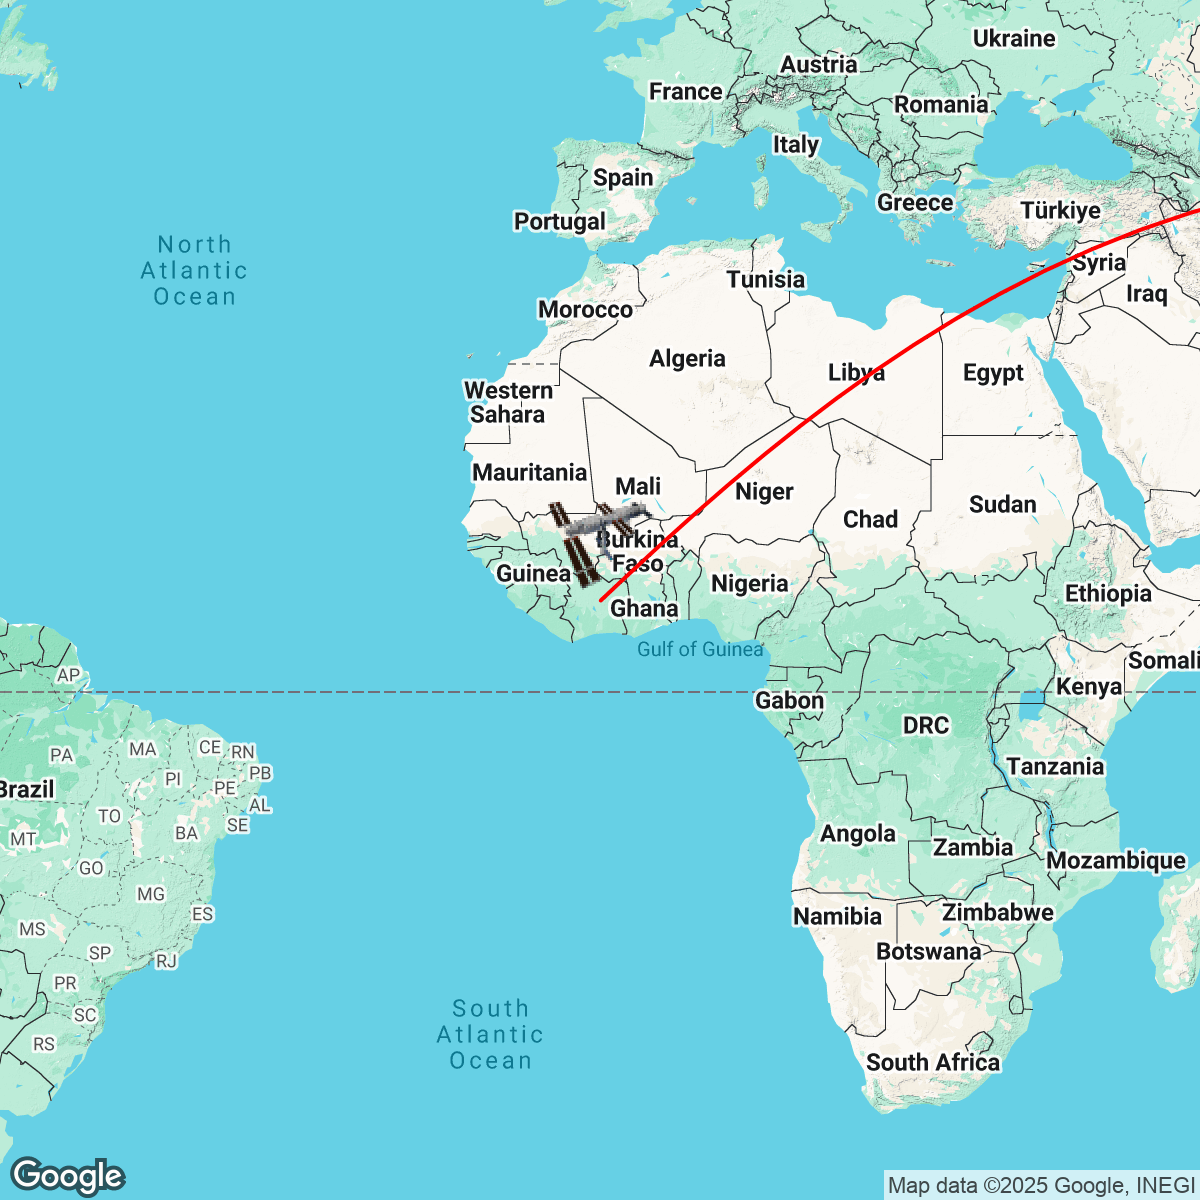 Ukraine
Austria
France
Romania
Italy
Spain
Greece
Türkiye
Portugal
North
Atlantic
Ocean
Syria
Tunisia
Iraq
Morocco
Algeria
Libya
Egypt
Western
Sahara
Mauritania
Mali
Niger
Sudan
Chad
Burkina
Faso
Guinea
Nigeria
Ethiopia
Ghana
Gulf of Guinea
Somali
AP
Kenya
Gabon
DRC
MA
CE
RN
PA
Tanzania
PI
PB
Brazil
PE
AL
TO
SE
MT
BA
Angola
Zambia
Mozambique
GO
MG
ES
Zimbabwe
Namibia
MS
Botswana
SP
RJ
PR
South
Atlantic
Ocean
SC
RS
South Africa
Google
Map data ©2025 Google, INEGI